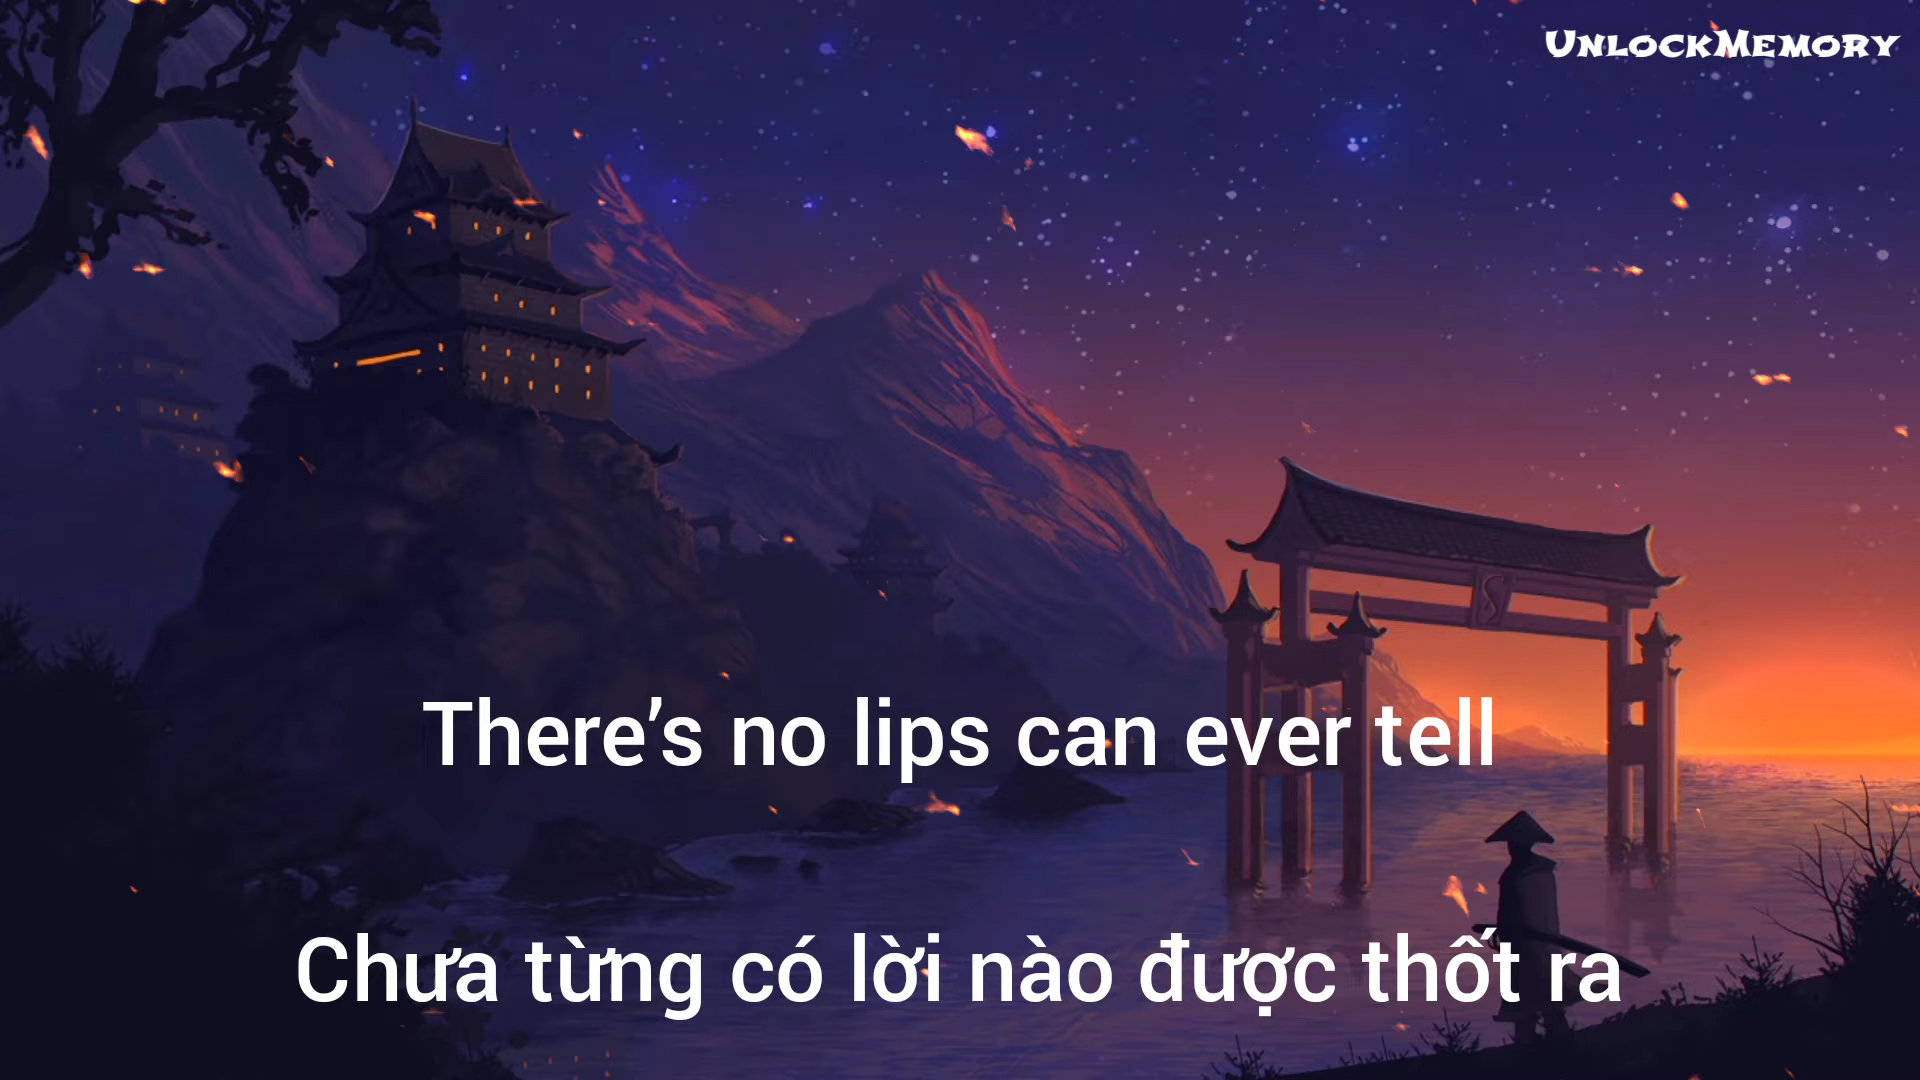 UNLOCKMEMORY
There's no lips can ever tell
Chưa từng có lời nào được thốt ra